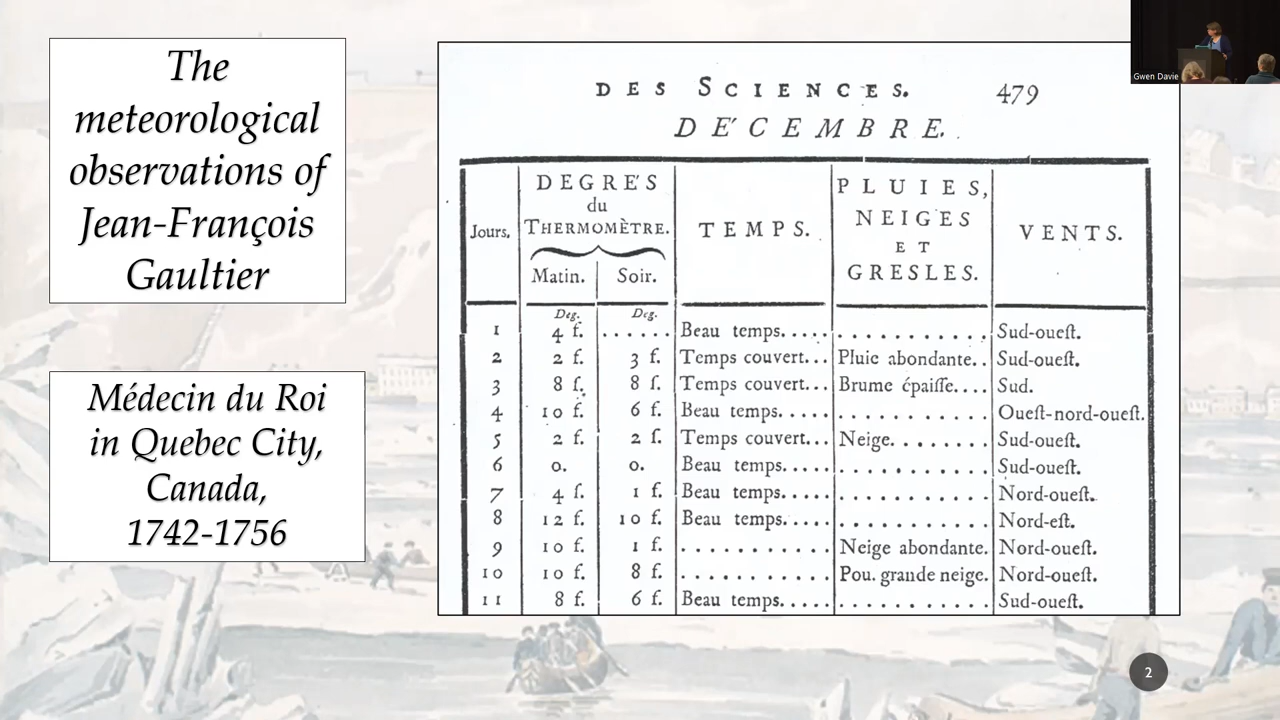 The
meteorological
observations of
Jean-François
Gaultier
Médecin du Roi
in Quebec City,
Canada,
1742-1756
DES SCIENCES. 479
DÉCEMBRE.
Jours. DEGRÉS du THERMOMÈTRE. TEMPS. PLUIES, NEIGES ET GRESLES. VENTS.
Matin. Soir.
Deg. Deg.
1 4 f. ...... Beau temps..... ........... Sud-oueſt.
2 2 f. 3 f. Temps couvert... Pluie abondante.. Sud-oueſt.
3 8 f. 8 f. Temps couvert... Brume épaiſſe.... Sud.
4 10 f. 6 f. Beau temps..... ........... Oueſt-nord-oueſt.
5 2 f. 2 f. Temps couvert... Neige........ Sud-oueſt.
6 0. 0. Beau temps..... ........... Sud-oueſt.
7 4 f. 1 f. Beau temps..... ........... Nord-oueſt.
8 12 f. 10 f. Beau temps..... ........... Nord-eſt.
9 10 f. 1 f. ........... Neige abondante. Nord-oueſt.
10 10 f. 8 f. ........... Pou. grande neige. Nord-oueſt.
11 8 f. 6 f. Beau temps..... ........... Sud-oueſt.
Gwen Davie
2